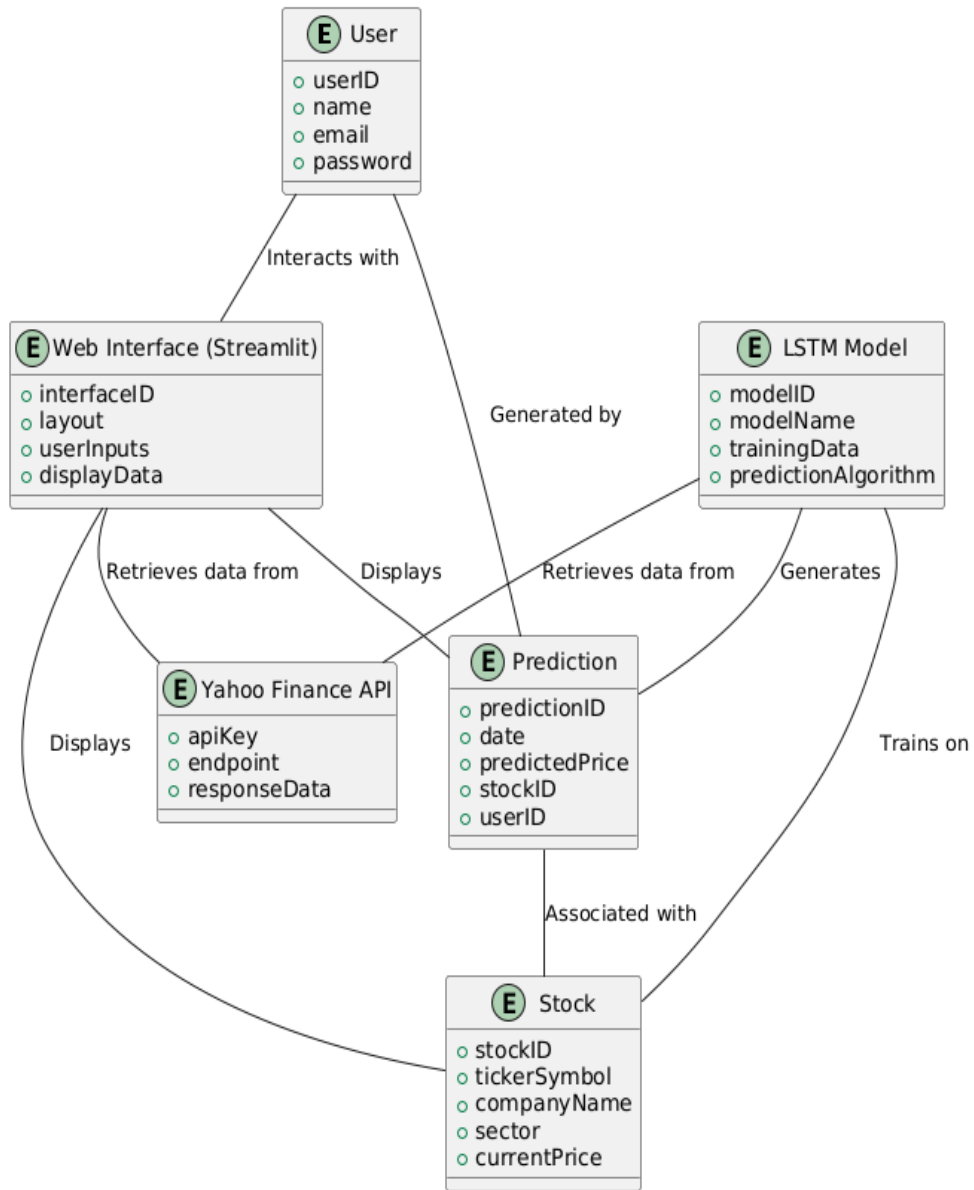 E User
userID
name
email
password
Interacts with
E Web Interface (Streamlit)
interfaceID
layout
userInputs
displayData
E LSTM Model
modelID
modelName
trainingData
predictionAlgorithm
Generated by
Retrieves data from
Displays
Retrieves data from
Generates
E Yahoo Finance API
apiKey
endpoint
responseData
E Prediction
predictionID
date
predictedPrice
stockID
userID
Displays
Trains on
Associated with
E Stock
stockID
tickerSymbol
companyName
sector
currentPrice